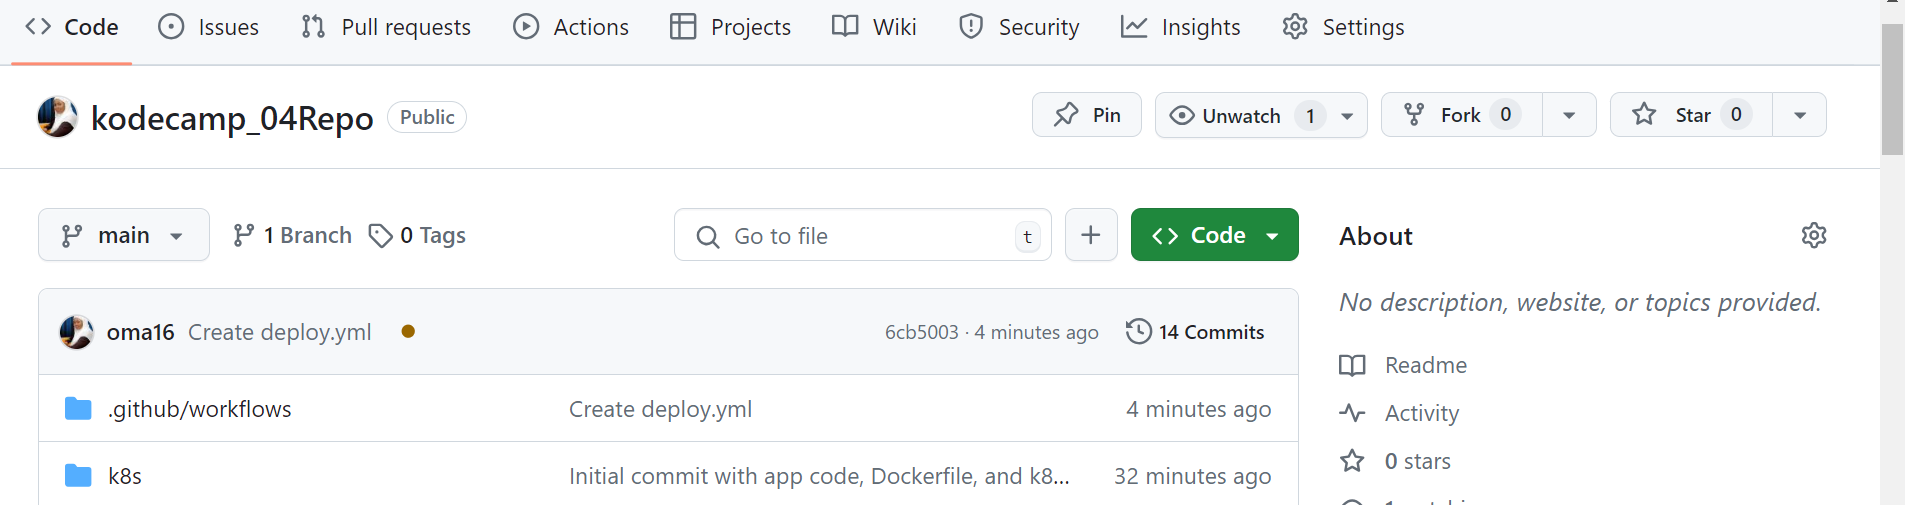 Code Issues Pull requests Actions Projects Wiki Security Insights Settings
kodecamp_04Repo Public Pin Unwatch 1 Fork 0 Star 0
main 1 Branch 0 Tags Go to file t Code
About
No description, website, or topics provided.
oma16 Create deploy.yml 6cb5003 · 4 minutes ago 14 Commits
.github/workflows Create deploy.yml 4 minutes ago
k8s Initial commit with app code, Dockerfile, and k8... 32 minutes ago
Readme
Activity
0 stars